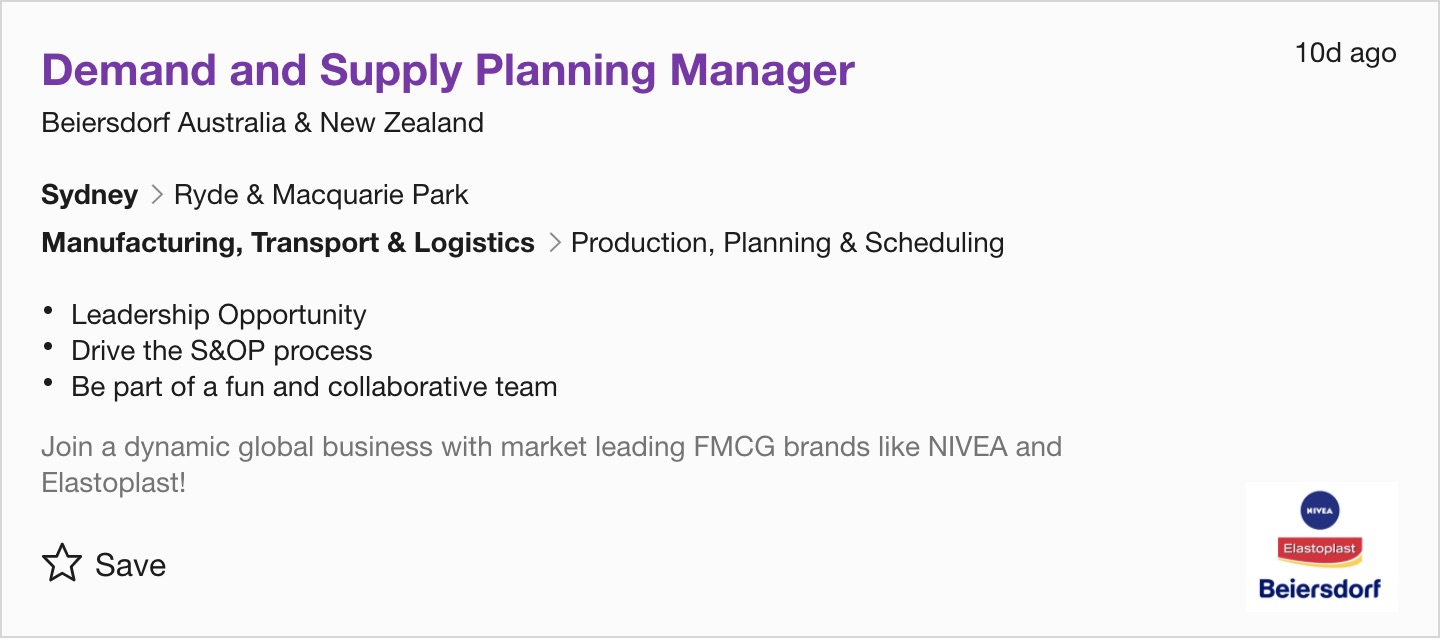 Demand and Supply Planning Manager
10d ago
Beiersdorf Australia & New Zealand
Sydney > Ryde & Macquarie Park
Manufacturing, Transport & Logistics > Production, Planning & Scheduling
• Leadership Opportunity
• Drive the S&OP process
• Be part of a fun and collaborative team
Join a dynamic global business with market leading FMCG brands like NIVEA and
Elastoplast!
Save
NIVEA
Elastoplast
Beiersdorf